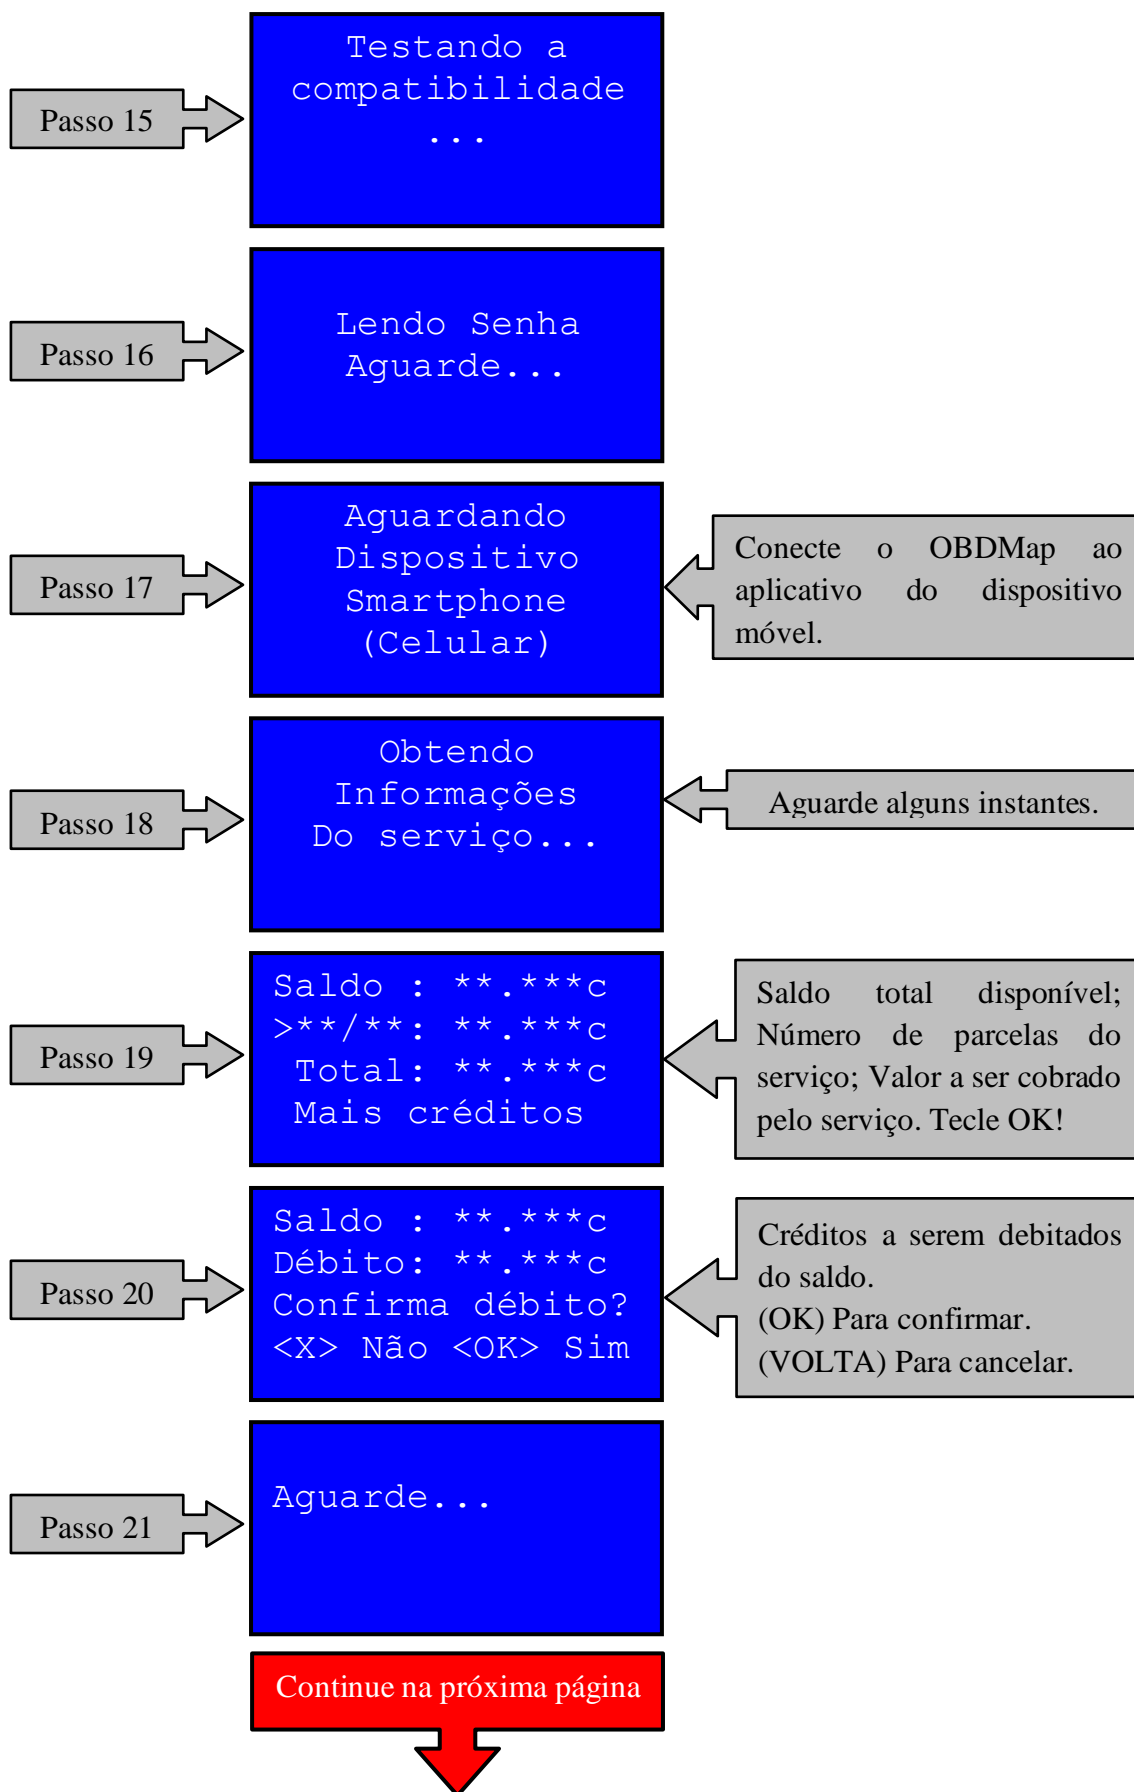 Passo 15
Testando a
compatibilidade
...
Passo 16
Lendo Senha
Aguarde...
Passo 17
Aguardando
Dispositivo
Smartphone
(Celular)
Conecte o OBDMap ao
aplicativo do dispositivo
móvel.
Passo 18
Obtendo
Informações
Do serviço...
Aguarde alguns instantes.
Passo 19
Saldo : **.***c
>**/**: **.***c
Total: **.***c
Mais créditos
Saldo total disponível;
Número de parcelas do
serviço; Valor a ser cobrado
pelo serviço. Tecle OK!
Passo 20
Saldo : **.***c
Débito: **.***c
Confirma débito?
<X> Não <OK> Sim
Créditos a serem debitados
do saldo.
(OK) Para confirmar.
(VOLTA) Para cancelar.
Passo 21
Aguarde...
Continue na próxima página